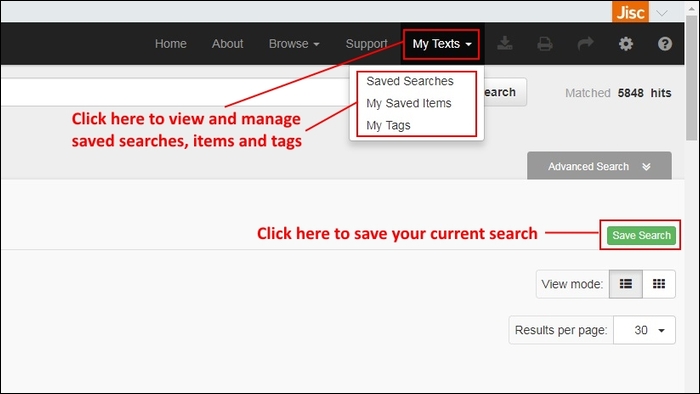 Jisc
Home About Browse Support My Texts
Saved Searches
My Saved Items
My Tags
earch
Matched 5848 hits
Click here to view and manage
saved searches, items and tags
Advanced Search
Click here to save your current search
Save Search
View mode:
Results per page: 30